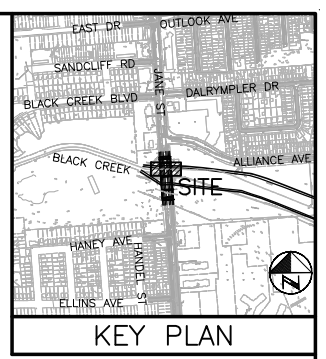 EAST DR
OUTLOOK AVE
SANDCLIFF RD
JANE ST
DALRYMPLER DR
BLACK CREEK BLVD
BLACK CREEK
ALLIANCE AVE
SITE
HANEY AVE
HANDEL ST
ELLINS AVE
N
KEY PLAN